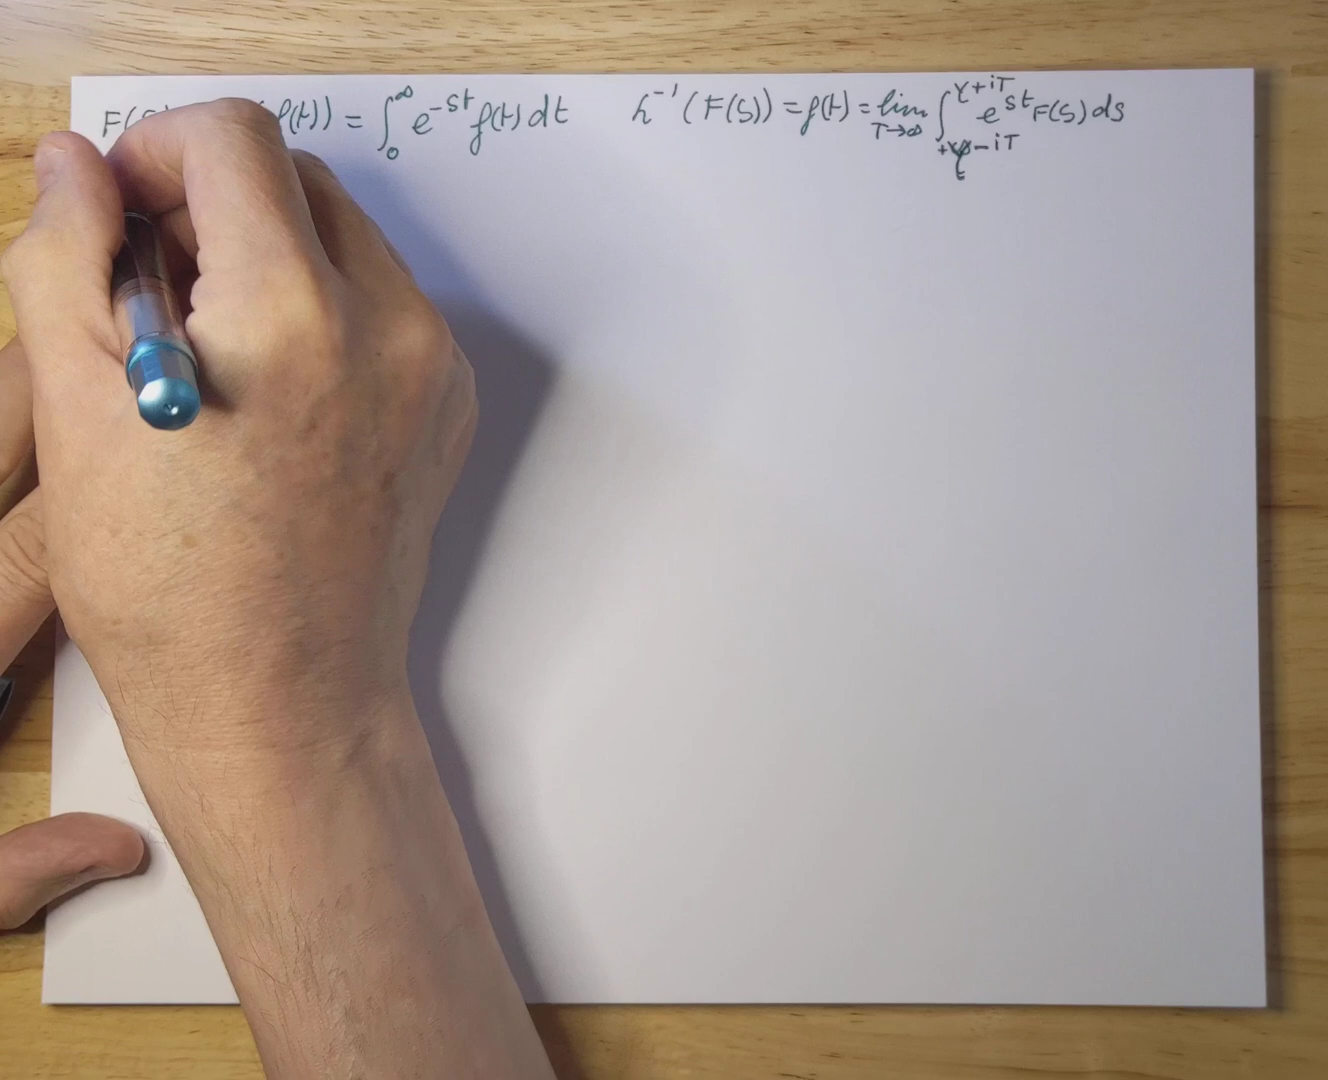 F(S) (f(t)) = ∫₀^∞ e^{-st} f(t) dt    h⁻¹(F(S)) = f(t) = lim_{T→∞} ∫_{γ-iT}^{γ+iT} e^{st} F(S) ds